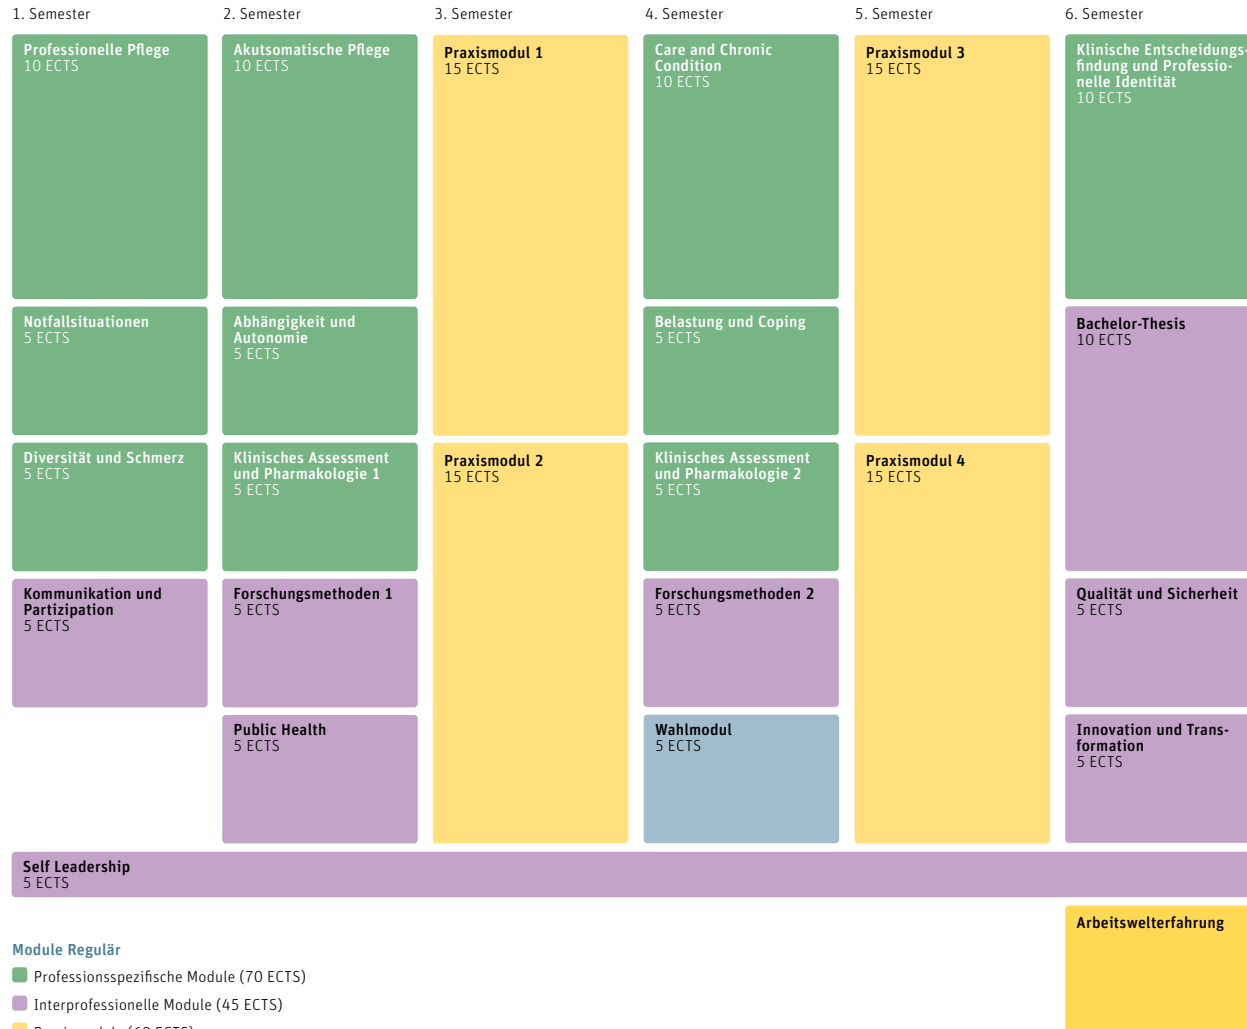 1. Semester
2. Semester
3. Semester
4. Semester
5. Semester
6. Semester
Professionelle Pflege
10 ECTS
Akutsomatische Pflege
10 ECTS
Praxismodul 1
15 ECTS
Care and Chronic
Condition
10 ECTS
Praxismodul 3
15 ECTS
Klinische Entscheidungs-
findung und Professio-
nelle Identität
10 ECTS
Notfallsituationen
5 ECTS
Abhängigkeit und
Autonomie
5 ECTS
Belastung und Coping
5 ECTS
Bachelor-Thesis
10 ECTS
Diversität und Schmerz
5 ECTS
Klinisches Assessment
und Pharmakologie 1
5 ECTS
Praxismodul 2
15 ECTS
Klinisches Assessment
und Pharmakologie 2
5 ECTS
Praxismodul 4
15 ECTS
Kommunikation und
Partizipation
5 ECTS
Forschungsmethoden 1
5 ECTS
Forschungsmethoden 2
5 ECTS
Qualität und Sicherheit
5 ECTS
Public Health
5 ECTS
Wahlmodul
5 ECTS
Innovation und Trans-
formation
5 ECTS
Self Leadership
5 ECTS
Arbeitswelterfahrung
Module Regulär
Professionsspezifische Module (70 ECTS)
Interprofessionelle Module (45 ECTS)